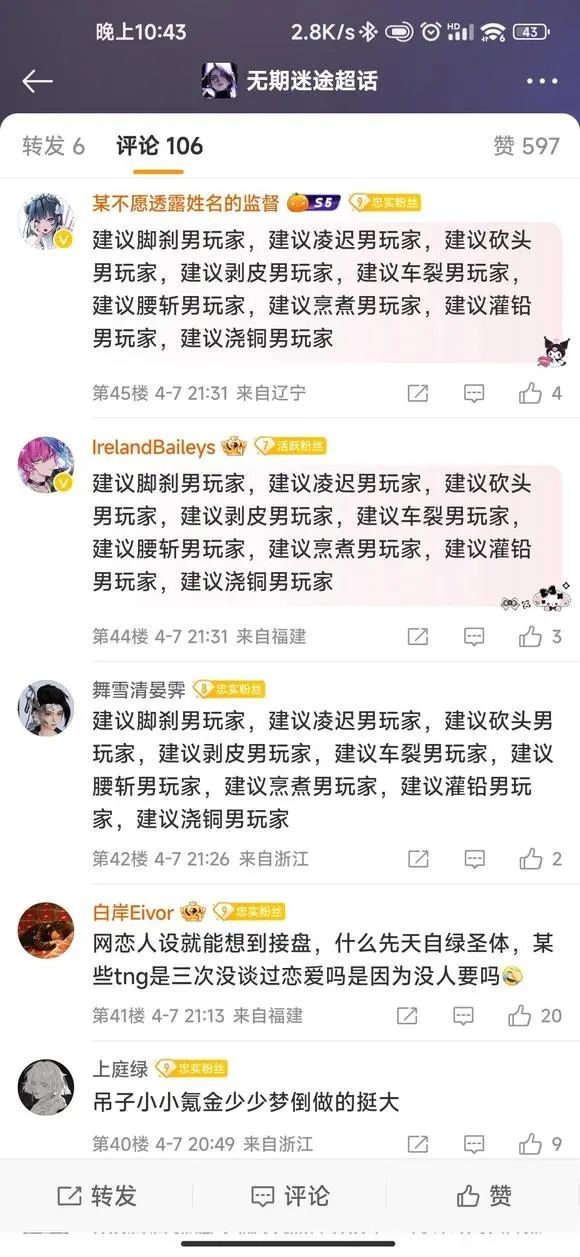 晚上10:43
2.8K/s
HD
6
43
无期迷途超话
转发 6
评论 106
赞 597
某不愿透露姓名的监督
S5
9 忠实粉丝
建议脚刹男玩家，建议凌迟男玩家，建议砍头
男玩家，建议剥皮男玩家，建议车裂男玩家，
建议腰斩男玩家，建议烹煮男玩家，建议灌铅
男玩家，建议浇铜男玩家
第45楼 4-7 21:31 来自辽宁
4
IrelandBaileys
7 活跃粉丝
建议脚刹男玩家，建议凌迟男玩家，建议砍头
男玩家，建议剥皮男玩家，建议车裂男玩家，
建议腰斩男玩家，建议烹煮男玩家，建议灌铅
男玩家，建议浇铜男玩家
第44楼 4-7 21:31 来自福建
3
舞雪清晏霁
8 忠实粉丝
建议脚刹男玩家，建议凌迟男玩家，建议砍头男
玩家，建议剥皮男玩家，建议车裂男玩家，建议
腰斩男玩家，建议烹煮男玩家，建议灌铅男玩
家，建议浇铜男玩家
第42楼 4-7 21:26 来自浙江
2
白岸Eivor
9 忠实粉丝
网恋人设就能想到接盘，什么先天自绿圣体，某
些tng是三次没谈过恋爱吗是因为没人要吗
第41楼 4-7 21:13 来自福建
20
上庭绿
9 忠实粉丝
吊子小小氪金少少梦倒做的挺大
第40楼 4-7 20:49 来自浙江
9
转发
评论
赞